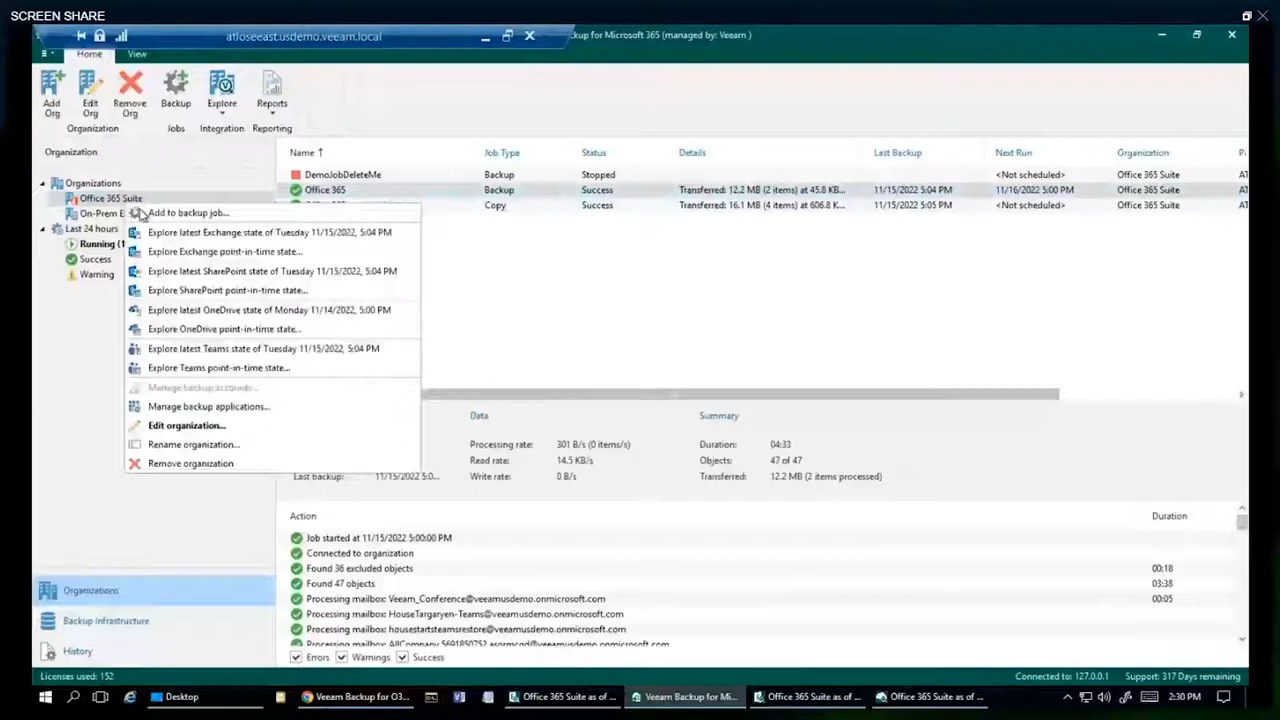 SCREEN SHARE
atloseeast.usdemo.veeam.local
ckup for Microsoft 365 (managed by: Veeam )
Home View
Add Org
Edit Org
Remove Org
Backup
Explore
Reports
Organization Jobs Integration Reporting
Organization
Name Job Type Status Details Last Backup Next Run Organization
Organizations
DemoJobDeleteMe Backup Stopped <Not scheduled> Office 365 Suite
Office 365 Suite
Office 365 Backup Success Transferred: 12.2 MB (2 items) at 45.8 KB... 11/15/2022 5:04 PM 11/16/2022 5:00 PM Office 365 Suite
Copy Success Transferred: 16.1 MB (4 items) at 606.8 K... 11/15/2022 5:05 PM <Not scheduled> Office 365 Suite
On-Prem E
Last 24 hours
Running (1
Success
Warning
Add to backup job...
Explore latest Exchange state of Tuesday 11/15/2022, 5:04 PM
Explore Exchange point-in-time state...
Explore latest SharePoint state of Tuesday 11/15/2022, 5:04 PM
Explore SharePoint point-in-time state...
Explore latest OneDrive state of Monday 11/14/2022, 5:00 PM
Explore OneDrive point-in-time state...
Explore latest Teams state of Tuesday 11/15/2022, 5:04 PM
Explore Teams point-in-time state...
Manage backup accounts...
Manage backup applications...
Edit organization...
Rename organization...
Remove organization
Data Summary
Processing rate: 301 B/s (0 items/s) Duration: 04:33
Read rate: 14.5 KB/s Objects: 47 of 47
Last backup: 11/15/2022 5:0... Write rate: 0 B/s Transferred: 12.2 MB (2 items processed)
Action Duration
Job started at 11/15/2022 5:00:00 PM
Connected to organization
Found 36 excluded objects 00:18
Found 47 objects 03:38
Processing mailbox: Veeam_Conference@veeamusdemo.onmicrosoft.com 00:05
Processing mailbox: HouseTargaryen-Teams@veeamusdemo.onmicrosoft.com
Processing mailbox: housestartsteamsrestore@veeamusdemo.onmicrosoft.com
Errors Warnings Success
Organizations
Backup Infrastructure
History
Licenses used: 152
Connected to: 127.0.0.1 Support: 317 Days remaining
Desktop
Veeam Backup for O3...
Office 365 Suite as of ...
Veeam Backup for Mi...
Office 365 Suite as of ...
Office 365 Suite as of ...
2:30 PM